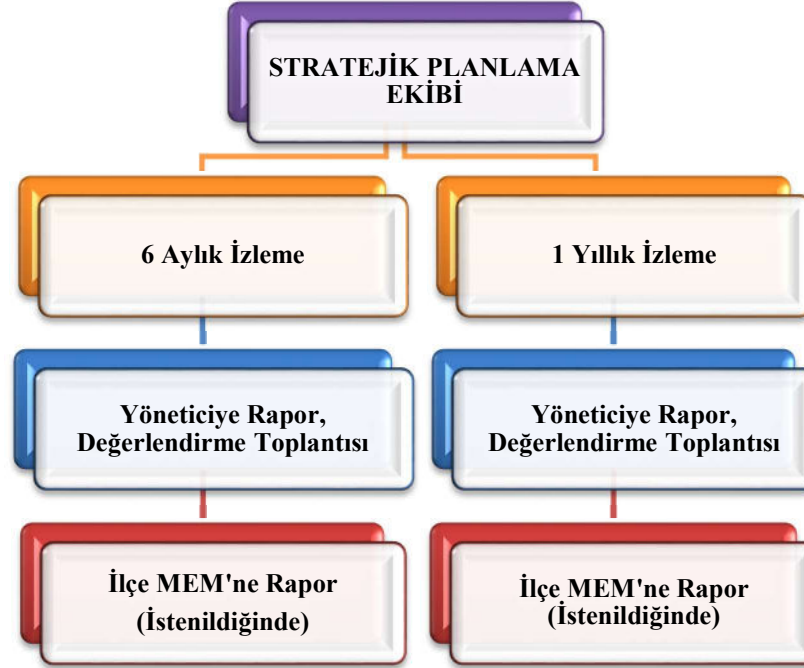 STRATEJİK PLANLAMA
EKİBİ
6 Aylık İzleme
1 Yıllık İzleme
Yöneticiye Rapor,
Değerlendirme Toplantısı
Yöneticiye Rapor,
Değerlendirme Toplantısı
İlçe MEM'ne Rapor
(İstenildiğinde)
İlçe MEM'ne Rapor
(İstenildiğinde)